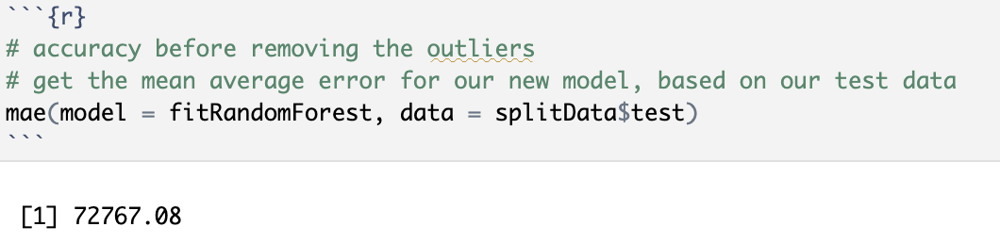 ```{r}
# accuracy before removing the outliers
# get the mean average error for our new model, based on our test data
mae(model = fitRandomForest, data = splitData$test)
```
[1] 72767.08